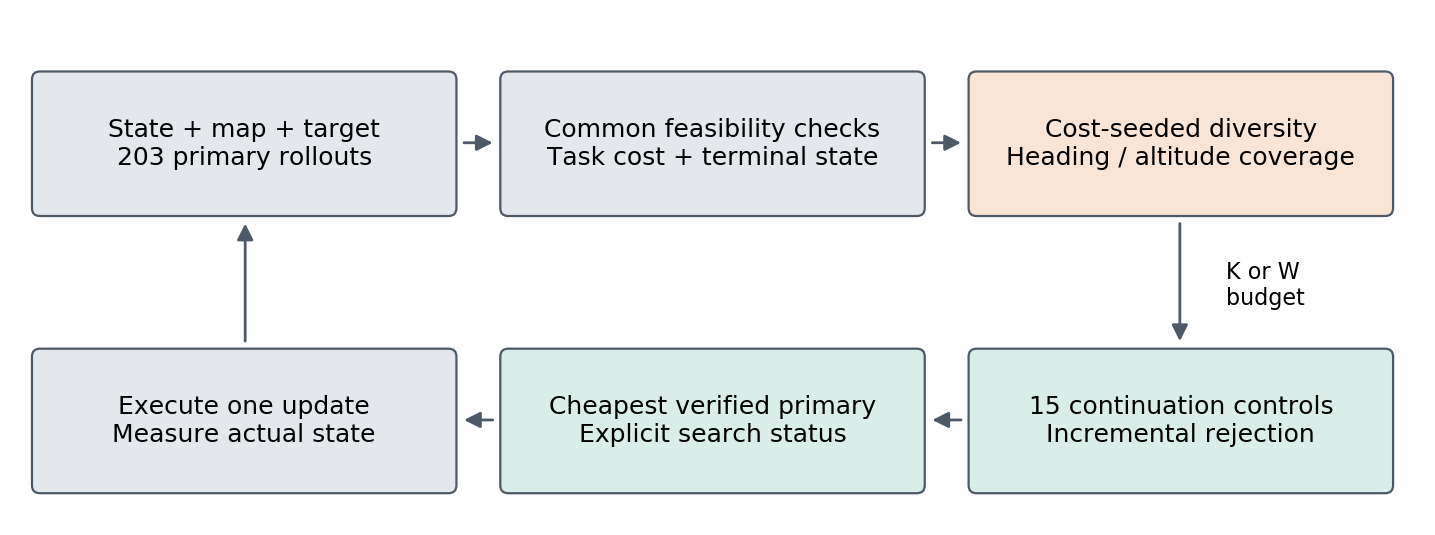 State + map + target
203 primary rollouts
Common feasibility checks
Task cost + terminal state
Cost-seeded diversity
Heading / altitude coverage
K or W
budget
15 continuation controls
Incremental rejection
Cheapest verified primary
Explicit search status
Execute one update
Measure actual state